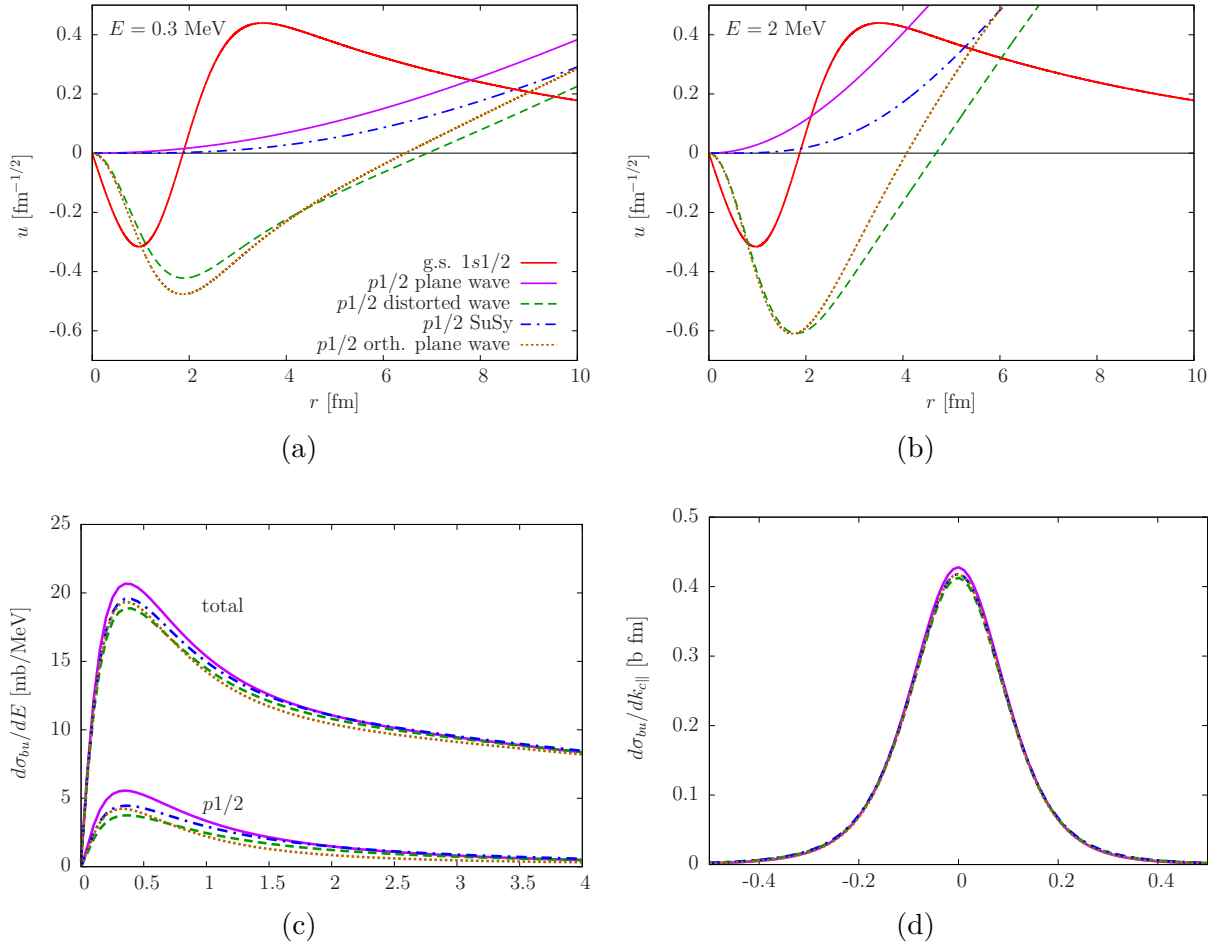 E = 0.3 MeV
0.4
0.2
0
-0.2
-0.4
-0.6
u [fm⁻¹/²]
g.s. 1s1/2
p1/2 plane wave
p1/2 distorted wave
p1/2 SuSy
p1/2 orth. plane wave
0 2 4 6 8 10
r [fm]
(a)
E = 2 MeV
0.4
0.2
0
-0.2
-0.4
-0.6
u [fm⁻¹/²]
0 2 4 6 8 10
r [fm]
(b)
25
20
15
10
5
0
dσbu/dE [mb/MeV]
total
p1/2
0 0.5 1 1.5 2 2.5 3 3.5 4
(c)
0.5
0.4
0.3
0.2
0.1
0
dσbu/dkc|| [b fm]
-0.4 -0.2 0 0.2 0.4
(d)